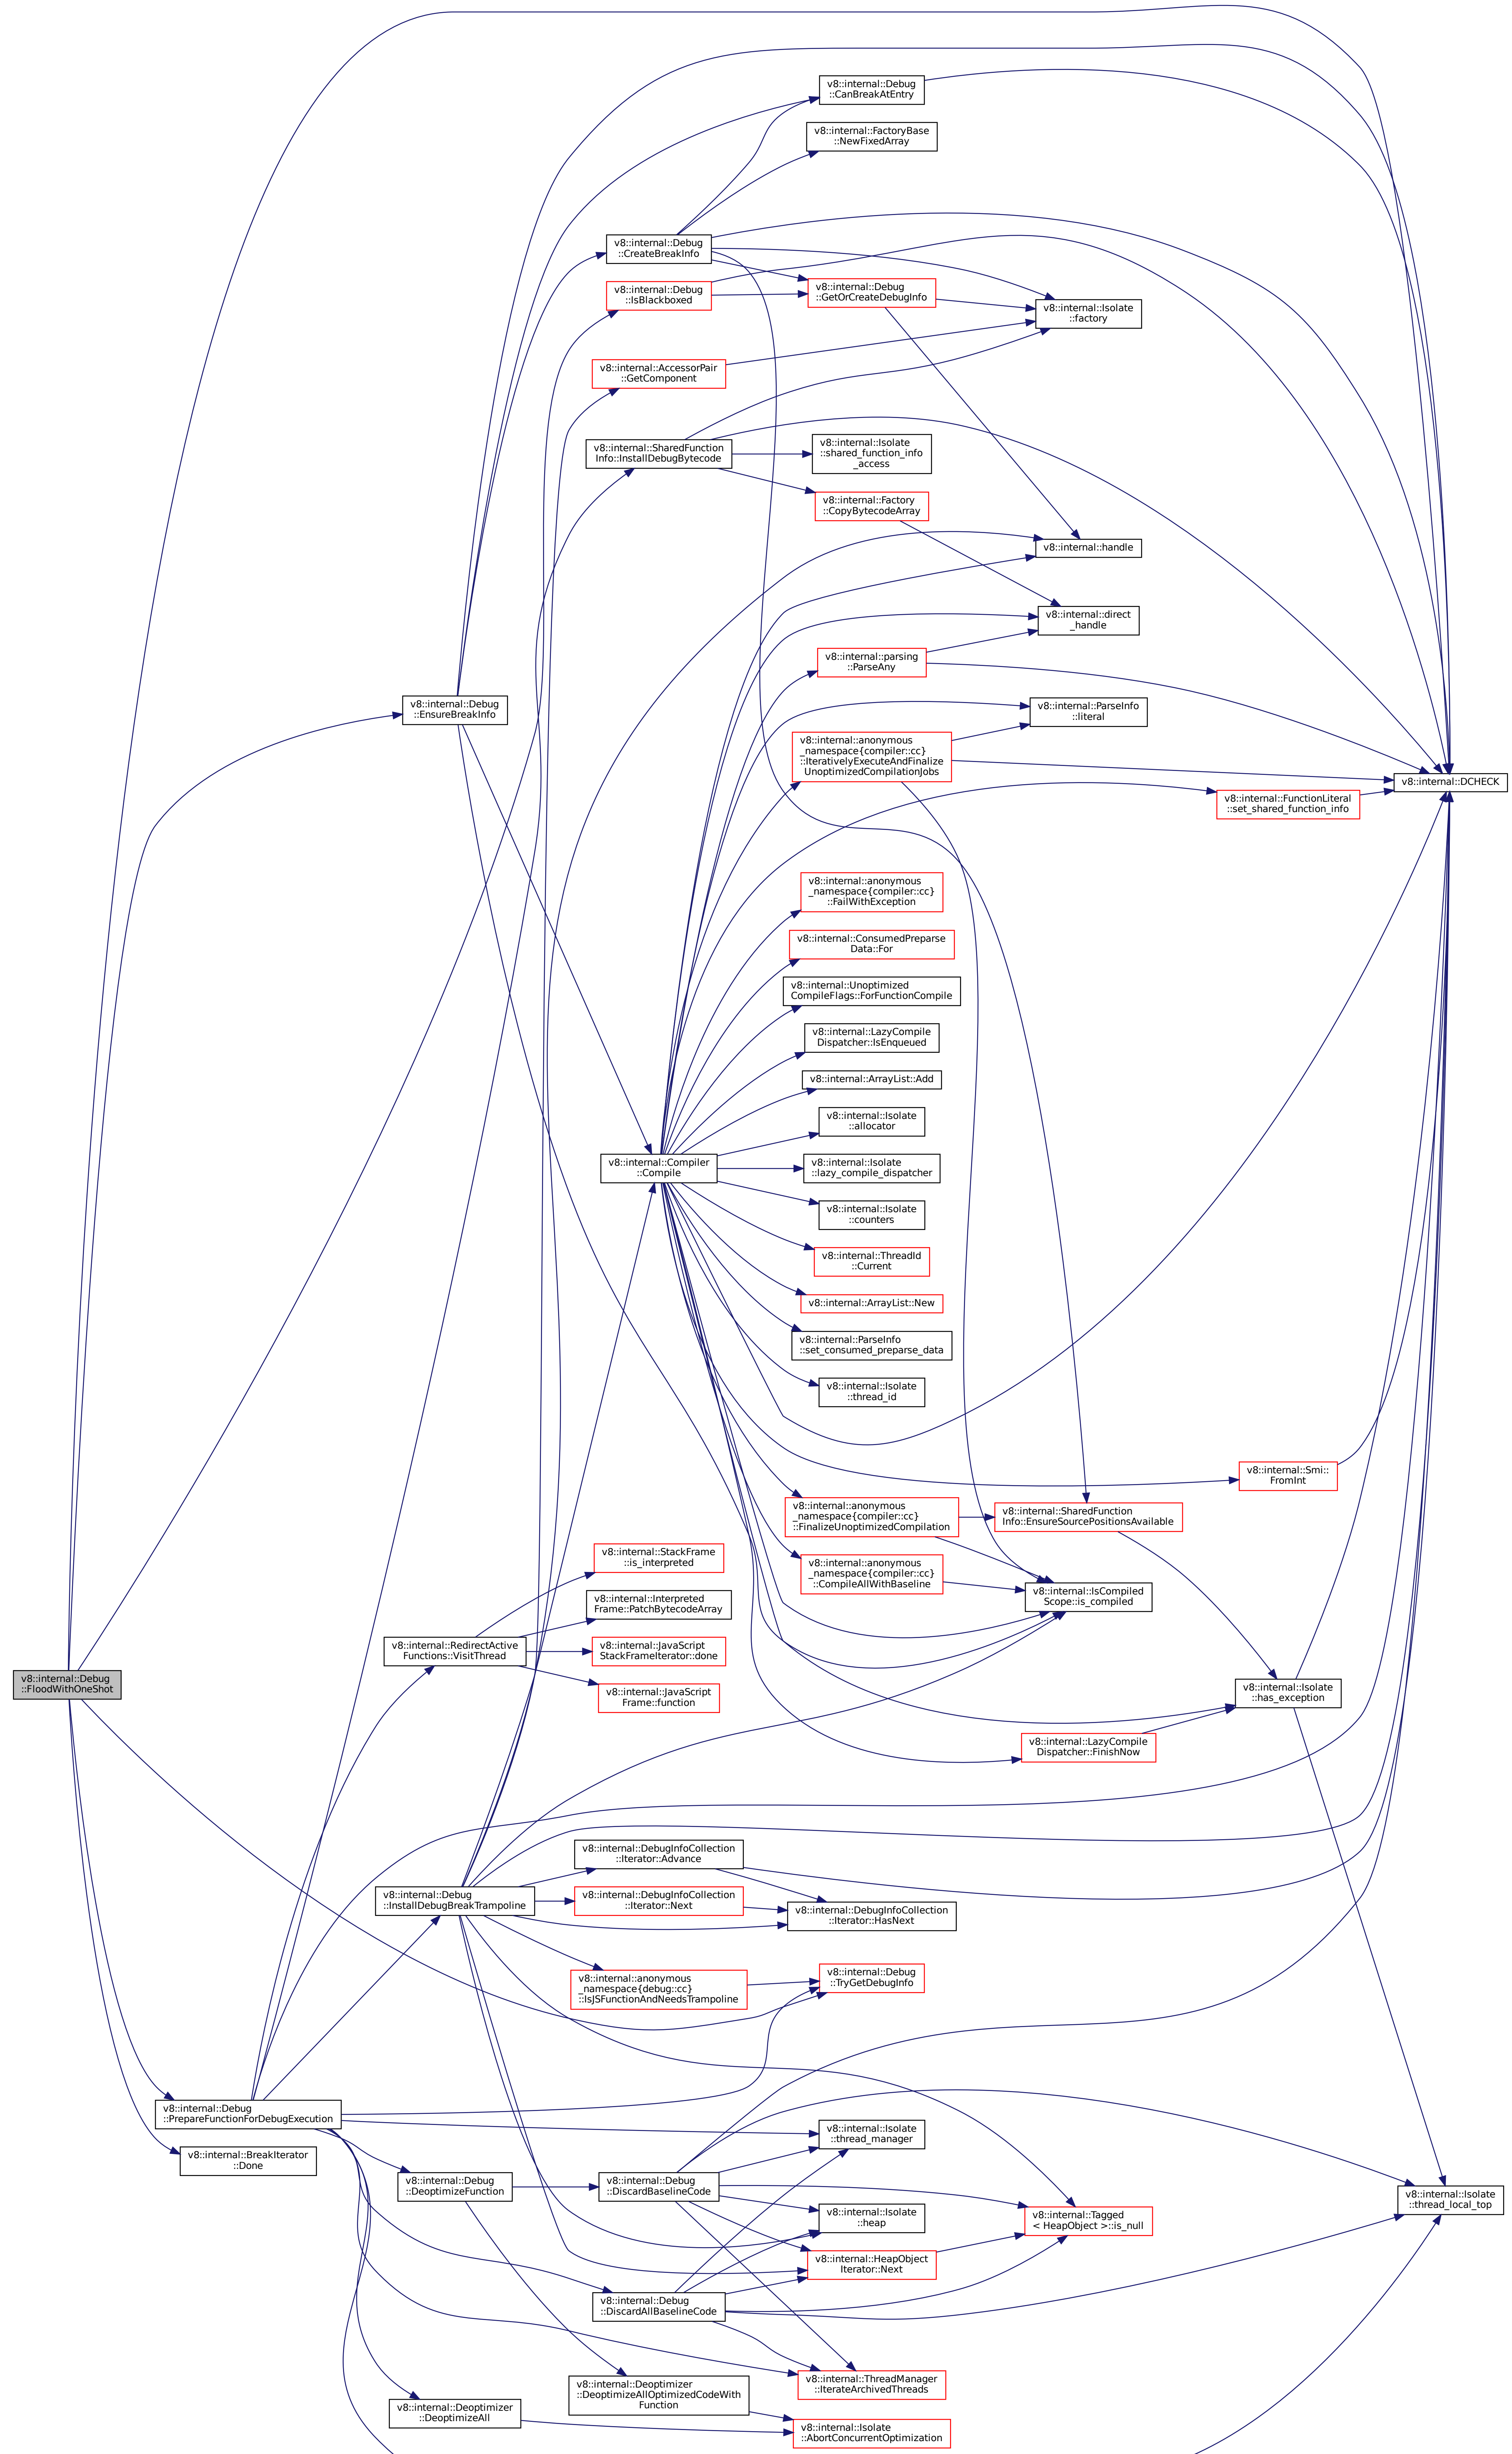 v8::internal::Debug
::CanBreakAtEntry
v8::internal::FactoryBase
::NewFixedArray
v8::internal::Debug
::CreateBreakInfo
v8::internal::Debug
::IsBlackboxed
v8::internal::Debug
::GetOrCreateDebugInfo
v8::internal::Isolate
::factory
v8::internal::AccessorPair
::GetComponent
v8::internal::SharedFunction
Info::InstallDebugBytecode
v8::internal::Isolate
::shared_function_info
_access
v8::internal::Factory
::CopyBytecodeArray
v8::internal::handle
v8::internal::direct
_handle
v8::internal::parsing
::ParseAny
v8::internal::Debug
::EnsureBreakInfo
v8::internal::ParseInfo
::literal
v8::internal::anonymous
_namespace{compiler::cc}
::IterativelyExecuteAndFinalize
UnoptimizedCompilationJobs
v8::internal::DCHECK
v8::internal::FunctionLiteral
::set_shared_function_info
v8::internal::anonymous
_namespace{compiler::cc}
::FailWithException
v8::internal::ConsumedPreparse
Data::For
v8::internal::Unoptimized
CompileFlags::ForFunctionCompile
v8::internal::LazyCompile
Dispatcher::IsEnqueued
v8::internal::ArrayList::Add
v8::internal::Isolate
::allocator
v8::internal::Compiler
::Compile
v8::internal::Isolate
::lazy_compile_dispatcher
v8::internal::Isolate
::counters
v8::internal::ThreadId
::Current
v8::internal::ArrayList::New
v8::internal::ParseInfo
::set_consumed_preparse_data
v8::internal::Isolate
::thread_id
v8::internal::Smi::
FromInt
v8::internal::anonymous
_namespace{compiler::cc}
::FinalizeUnoptimizedCompilation
v8::internal::SharedFunction
Info::EnsureSourcePositionsAvailable
v8::internal::StackFrame
::is_interpreted
v8::internal::anonymous
_namespace{compiler::cc}
::CompileAllWithBaseline
v8::internal::IsCompiled
Scope::is_compiled
v8::internal::Interpreted
Frame::PatchBytecodeArray
v8::internal::RedirectActive
Functions::VisitThread
v8::internal::JavaScript
StackFrameIterator::done
v8::internal::JavaScript
Frame::function
v8::internal::Debug
::FloodWithOneShot
v8::internal::Isolate
::has_exception
v8::internal::LazyCompile
Dispatcher::FinishNow
v8::internal::DebugInfoCollection
::Iterator::Advance
v8::internal::Debug
::InstallDebugBreakTrampoline
v8::internal::DebugInfoCollection
::Iterator::Next
v8::internal::DebugInfoCollection
::Iterator::HasNext
v8::internal::anonymous
_namespace{debug::cc}
::IsJSFunctionAndNeedsTrampoline
v8::internal::Debug
::TryGetDebugInfo
v8::internal::Debug
::PrepareFunctionForDebugExecution
v8::internal::Isolate
::thread_manager
v8::internal::BreakIterator
::Done
v8::internal::Debug
::DeoptimizeFunction
v8::internal::Debug
::DiscardBaselineCode
v8::internal::Isolate
::thread_local_top
v8::internal::Isolate
::heap
v8::internal::Tagged
< HeapObject >::is_null
v8::internal::HeapObject
Iterator::Next
v8::internal::Debug
::DiscardAllBaselineCode
v8::internal::ThreadManager
::IterateArchivedThreads
v8::internal::Deoptimizer
::DeoptimizeAllOptimizedCodeWith
Function
v8::internal::Deoptimizer
::DeoptimizeAll
v8::internal::Isolate
::AbortConcurrentOptimization